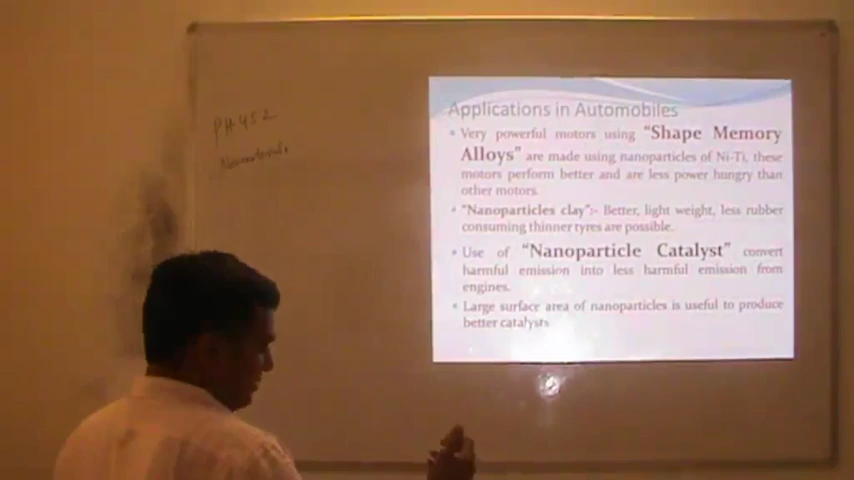 PH 452
Nanomaterials
Applications in Automobiles
Very powerful motors using “Shape Memory
Alloys” are made using nanoparticles of Ni-Ti, these
motors perform better and are less power hungry than
other motors.
“Nanoparticles clay”:- Better, light weight, less rubber
consuming thinner tyres are possible.
Use of “Nanoparticle Catalyst” convert
harmful emission into less harmful emission from
engines.
Large surface area of nanoparticles is useful to produce
better catalysts